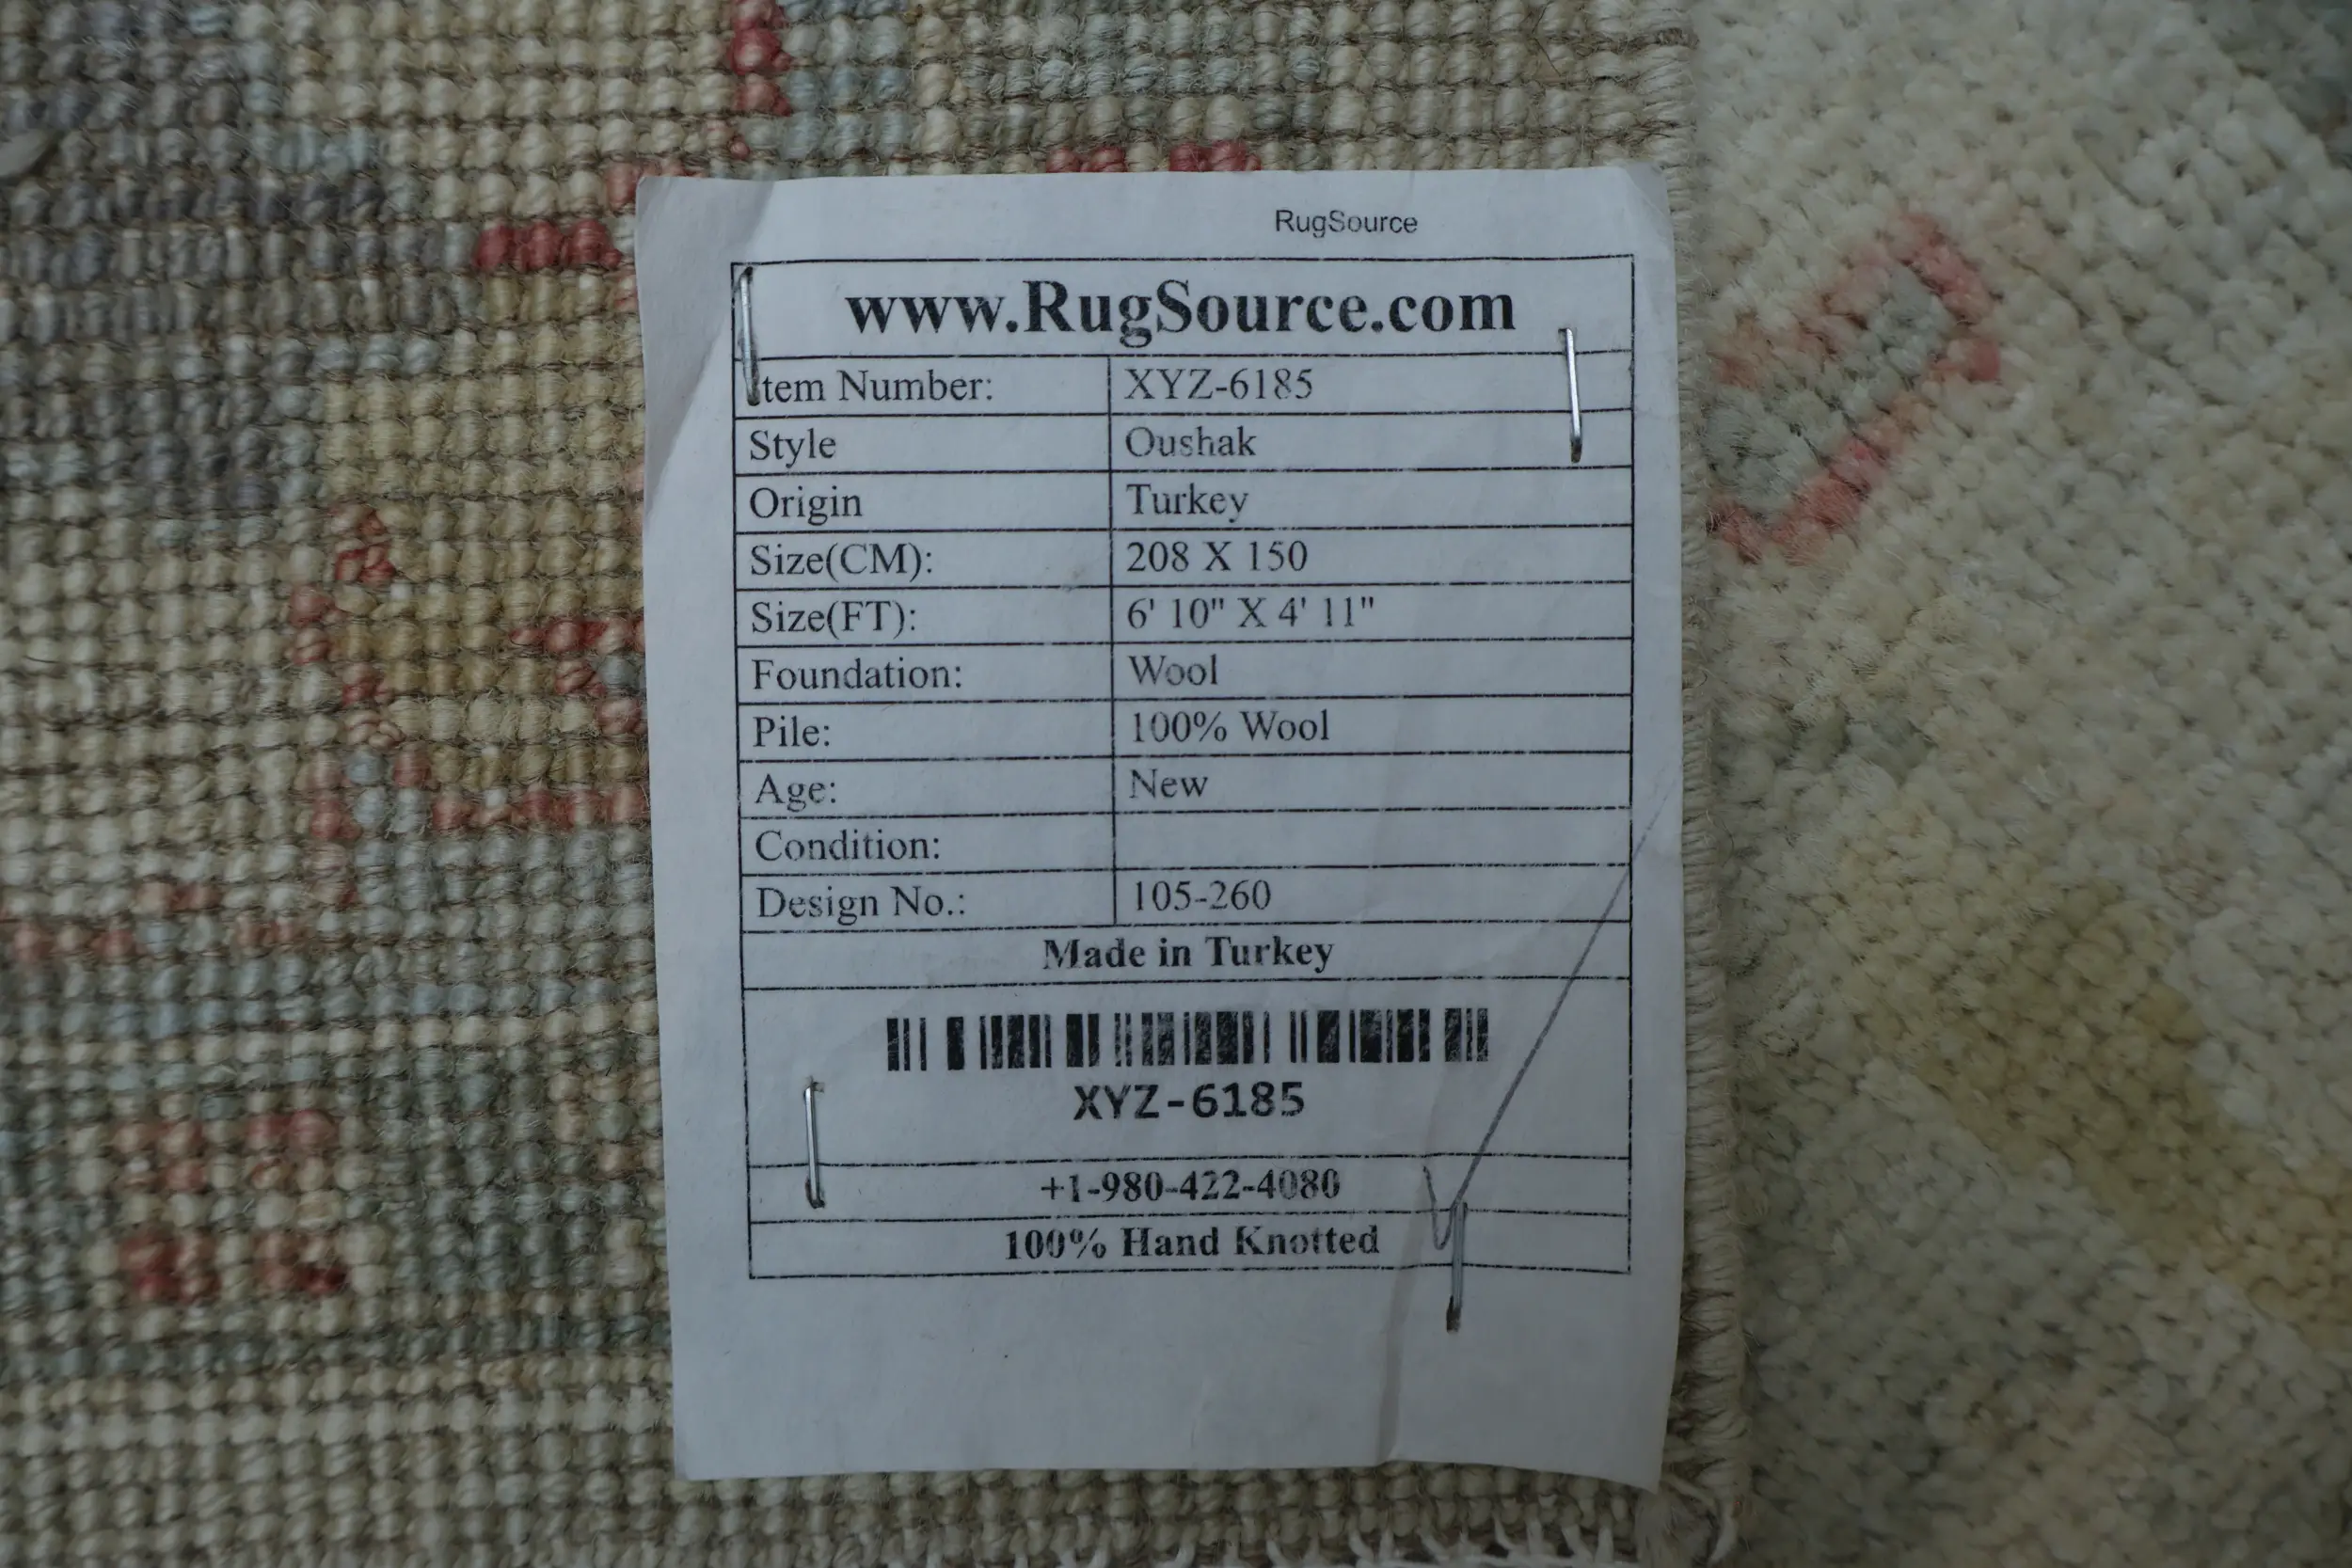 RugSource
www.RugSource.com
Item Number: XYZ-6185
Style Oushak
Origin Turkey
Size(CM): 208 X 150
Size(FT): 6' 10" X 4' 11"
Foundation: Wool
Pile: 100% Wool
Age: New
Condition:
Design No.: 105-260
Made in Turkey
XYZ-6185
+1-980-422-4080
100% Hand Knotted